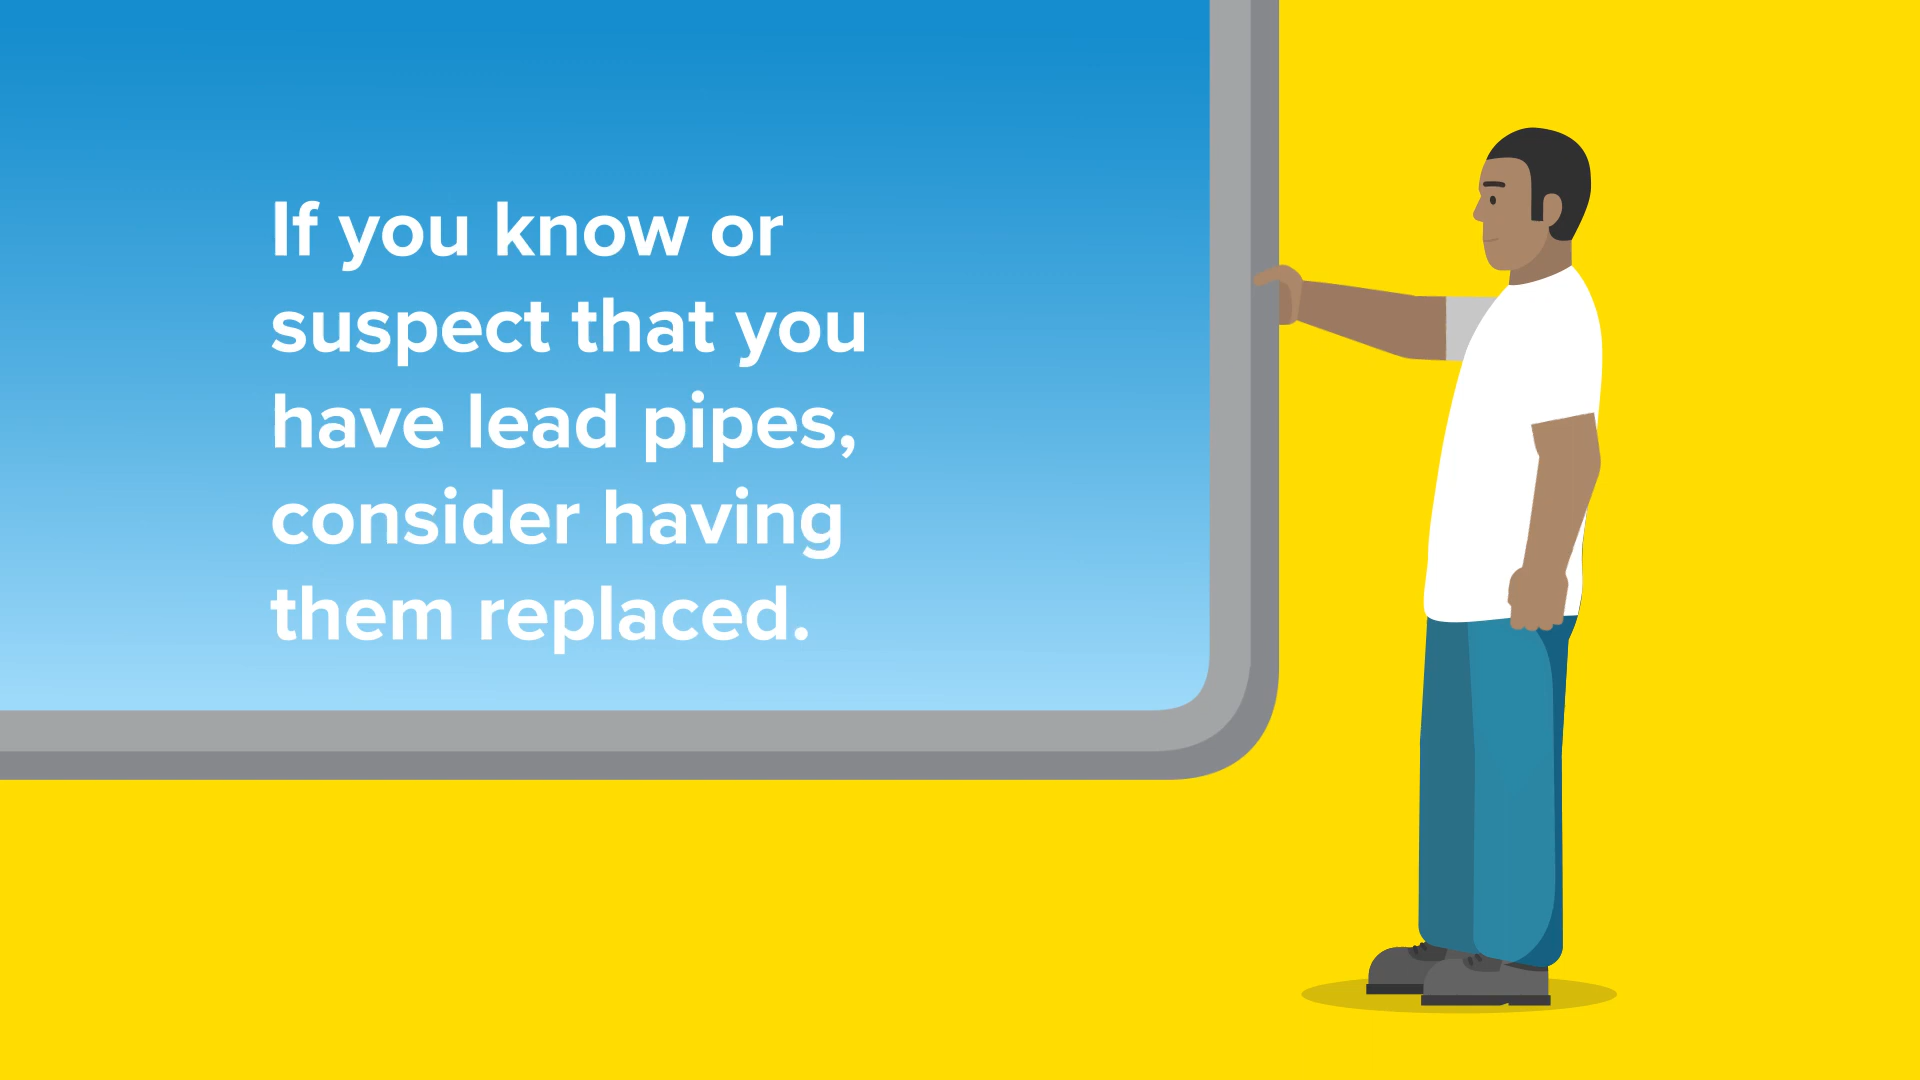 If you know or
suspect that you
have lead pipes,
consider having
them replaced.